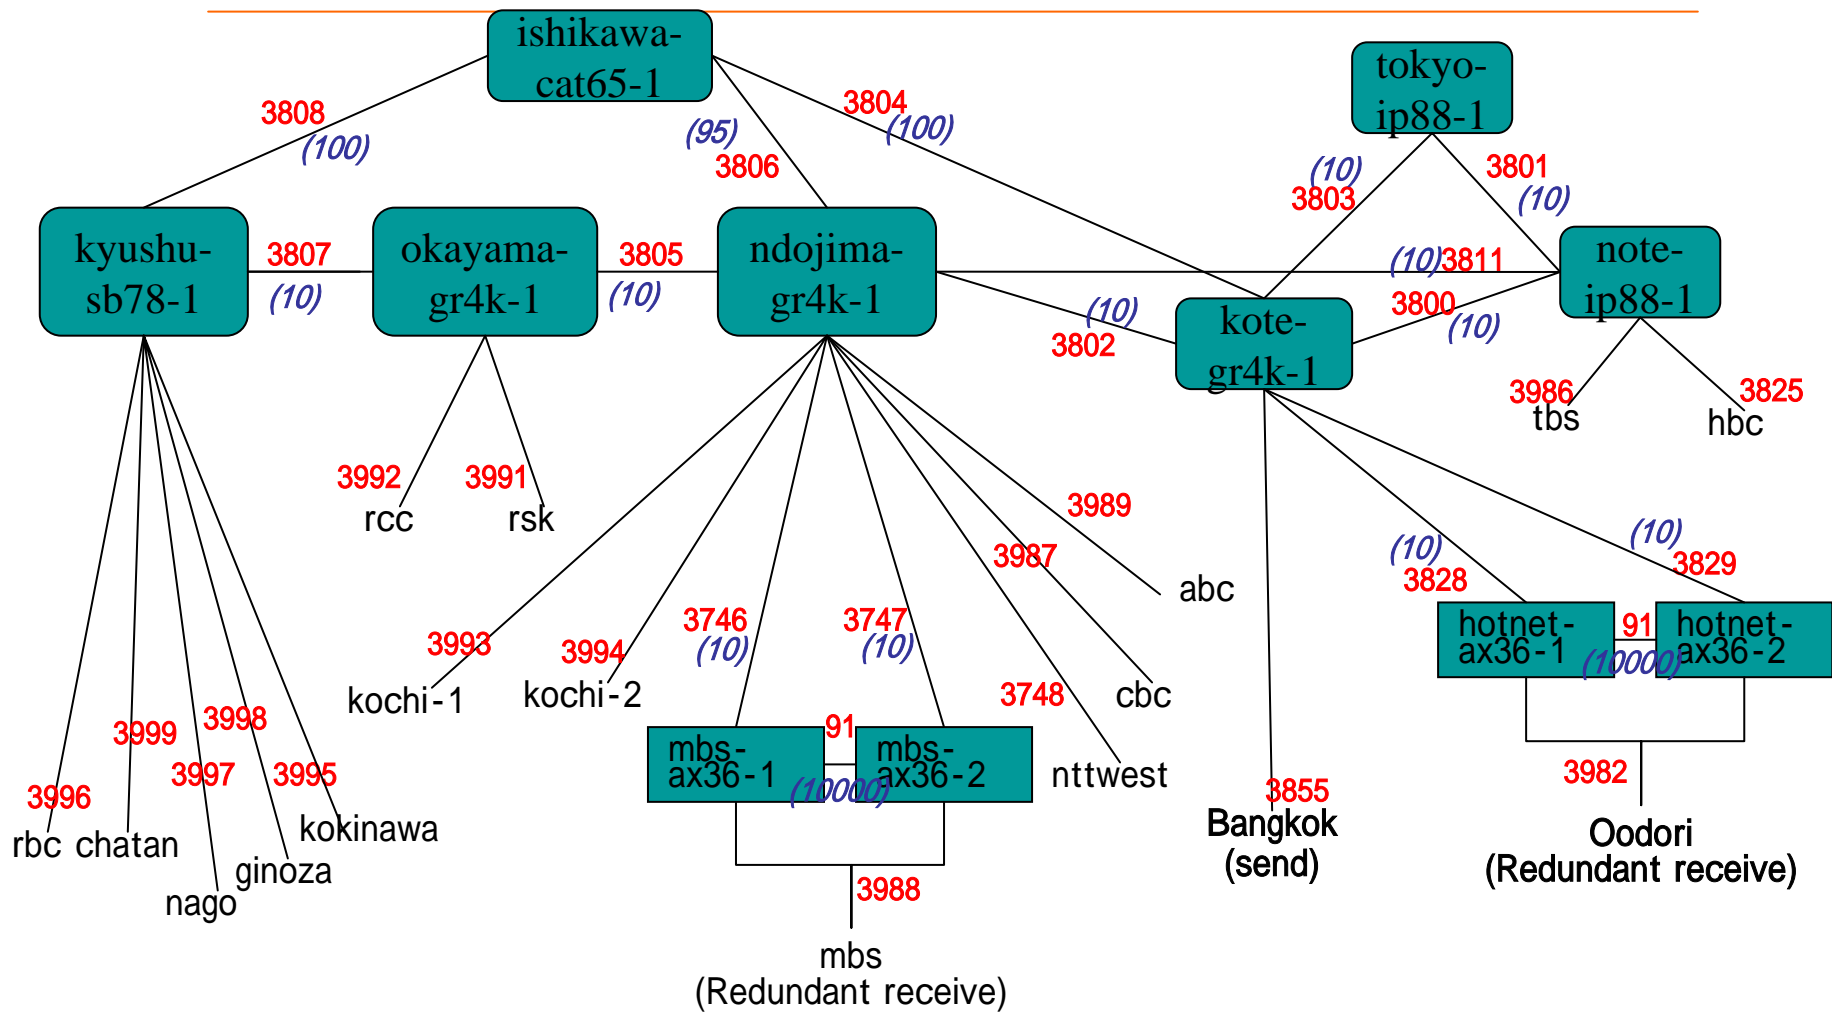 ishikawa-
cat65-1
tokyo-
ip88-1
3808
(100)
(95)
3806
3804
(100)
(10)
3803
3801
(10)
kyushu-
sb78-1
3807
(10)
okayama-
gr4k-1
3805
(10)
ndojima-
gr4k-1
(10)
3811
note-
ip88-1
(10)
3802
kote-
gr4k-1
3800
(10)
3986
tbs
3825
hbc
3992
rcc
3991
rsk
3989
abc
3987
cbc
(10)
3828
(10)
3829
3993
kochi-1
3994
kochi-2
3746
(10)
3747
(10)
3748
nttwest
hotnet-
ax36-1
91
(10000)
hotnet-
ax36-2
mbs-
ax36-1
91
(10000)
mbs-
ax36-2
3996
rbc
3999
chatan
3997
nago
3998
ginoza
3995
kokinawa
3855
Bangkok
(send)
3982
Oodori
(Redundant receive)
3988
mbs
(Redundant receive)